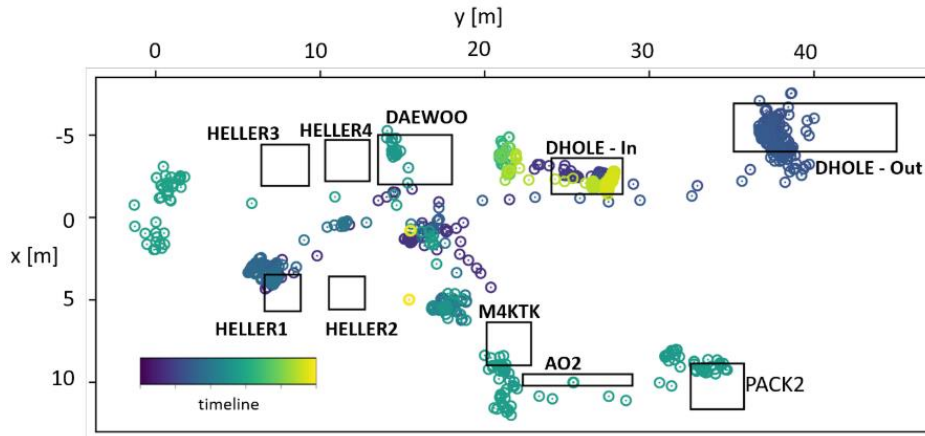 y [m]
0 10 20 30 40
HELLER3 HELLER4 DAEWOO
-5
DHOLE - In
DHOLE - Out
0
x [m]
5
M4KTK
HELLER1 HELLER2
AO2
10
PACK2
timeline